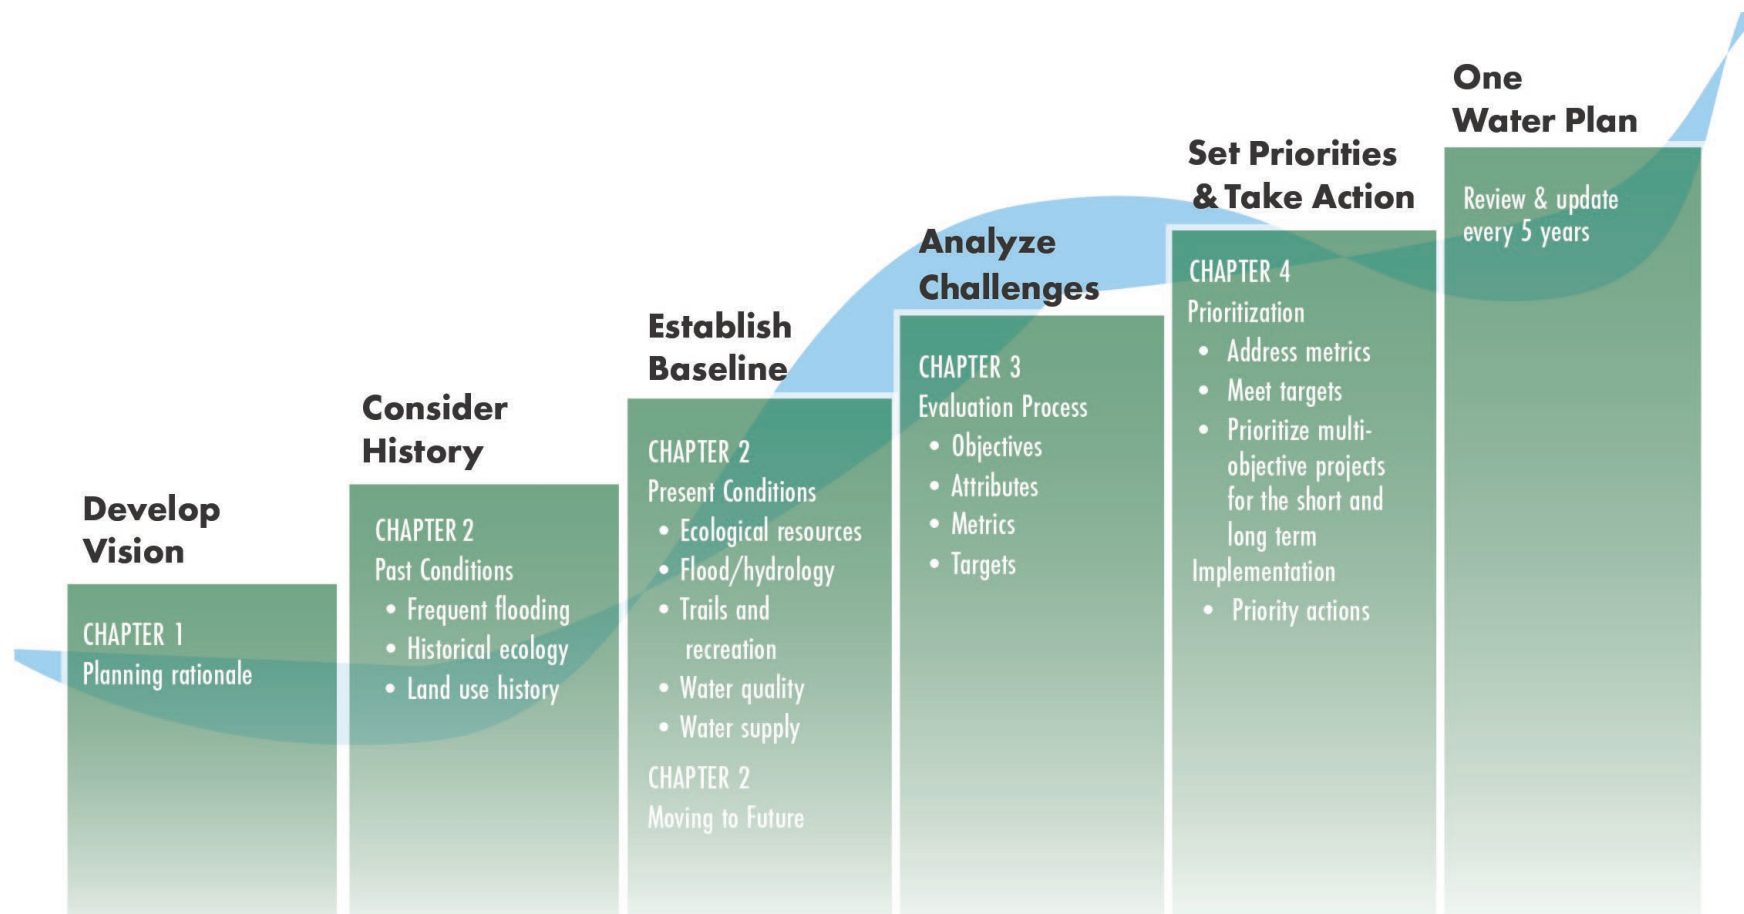 Develop
Vision
CHAPTER 1
Planning rationale
Consider
History
CHAPTER 2
Past Conditions
• Frequent flooding
• Historical ecology
• Land use history
Establish
Baseline
CHAPTER 2
Present Conditions
• Ecological resources
• Flood/hydrology
• Trails and
recreation
• Water quality
• Water supply
CHAPTER 2
Moving to Future
Analyze
Challenges
CHAPTER 3
Evaluation Process
• Objectives
• Attributes
• Metrics
• Targets
Set Priorities
& Take Action
CHAPTER 4
Prioritization
• Address metrics
• Meet targets
• Prioritize multi-
objective projects
for the short and
long term
Implementation
• Priority actions
One
Water Plan
Review & update
every 5 years